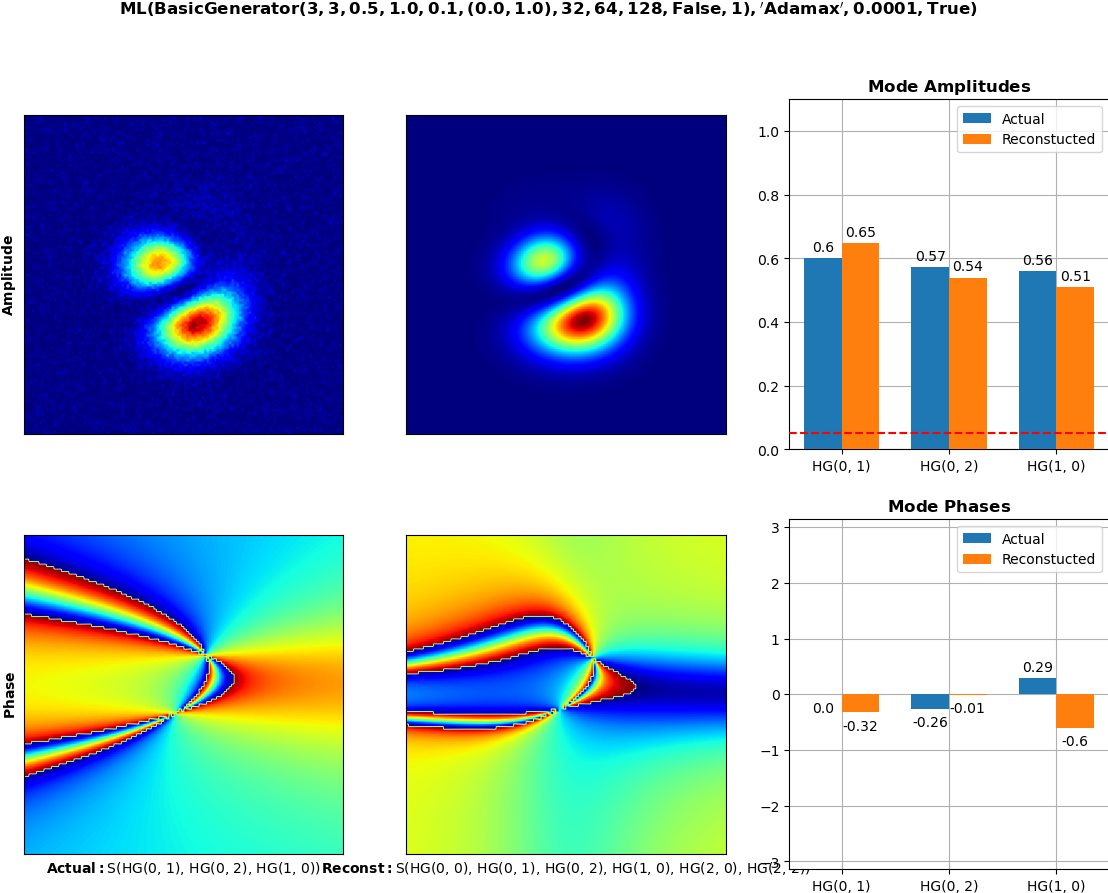 ML(BasicGenerator(3, 3, 0.5, 1.0, 0.1, (0.0, 1.0), 32, 64, 128, False, 1), ′Adamax′, 0.0001, True)
Amplitude
Mode Amplitudes
Actual
Reconstucted
1.0
0.8
0.6
0.4
0.2
0.0
0.6
0.65
0.57
0.54
0.56
0.51
HG(0, 1)
HG(0, 2)
HG(1, 0)
Phase
Actual: S(HG(0, 1), HG(0, 2), HG(1, 0))
Reconst: S(HG(0, 0), HG(0, 1), HG(0, 2), HG(1, 0), HG(2, 0), HG(2, 2))
Mode Phases
Actual
Reconstucted
3
2
1
0
−1
−2
−3
0.0
-0.32
-0.26
-0.01
0.29
-0.6
HG(0, 1)
HG(0, 2)
HG(1, 0)